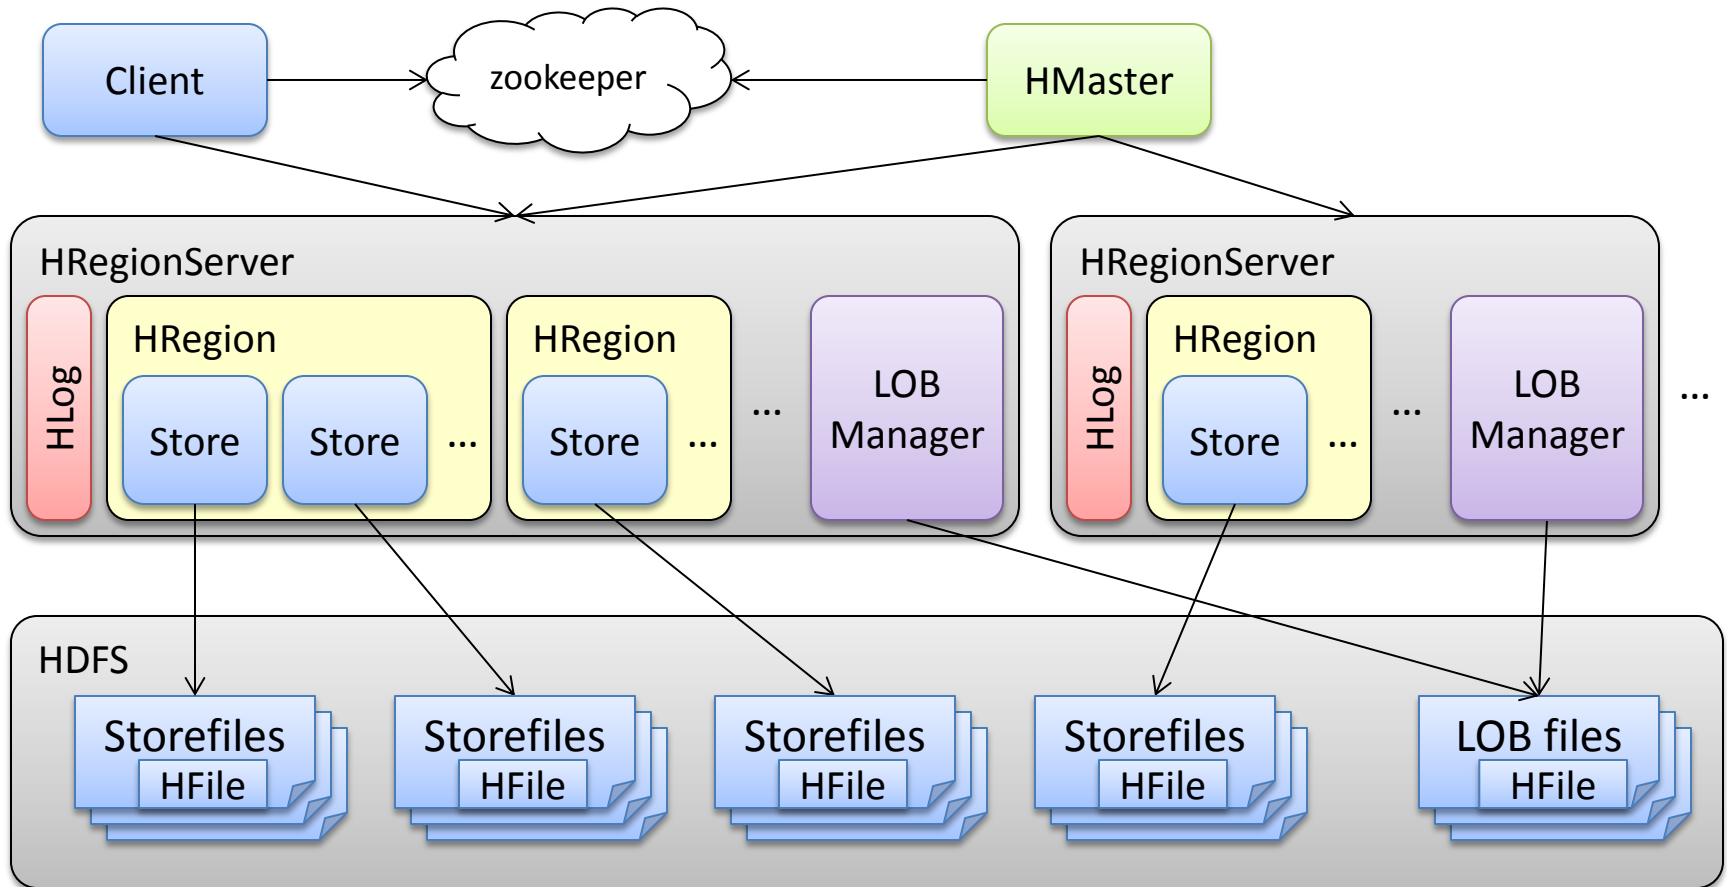 Client
zookeeper
HMaster
HRegionServer
HLog
HRegion
Store
Store
...
HRegion
Store
...
...
LOB
Manager
HRegionServer
HLog
HRegion
Store
...
...
LOB
Manager
...
HDFS
Storefiles
HFile
Storefiles
HFile
Storefiles
HFile
Storefiles
HFile
LOB files
HFile